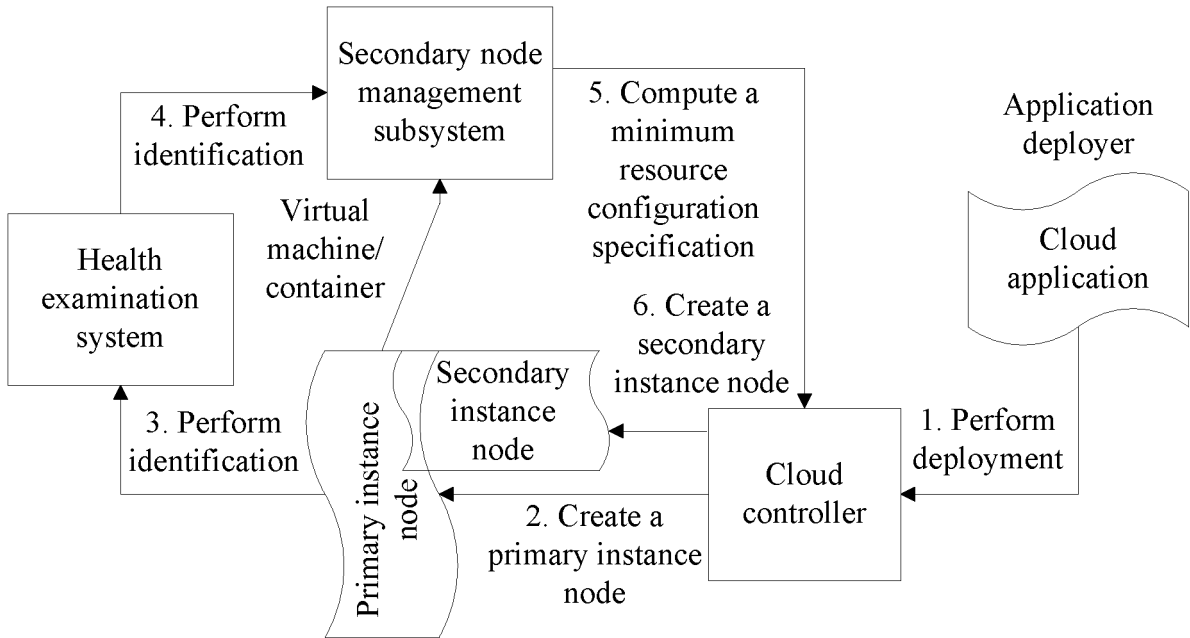 Secondary node
management
subsystem
4. Perform
identification
5. Compute a
minimum
resource
configuration
specification
Application
deployer
Cloud
application
Virtual
machine/
container
Health
examination
system
6. Create a
secondary
instance node
Secondary
instance
node
3. Perform
identification
Primary instance
node
1. Perform
deployment
Cloud
controller
2. Create a
primary instance
node